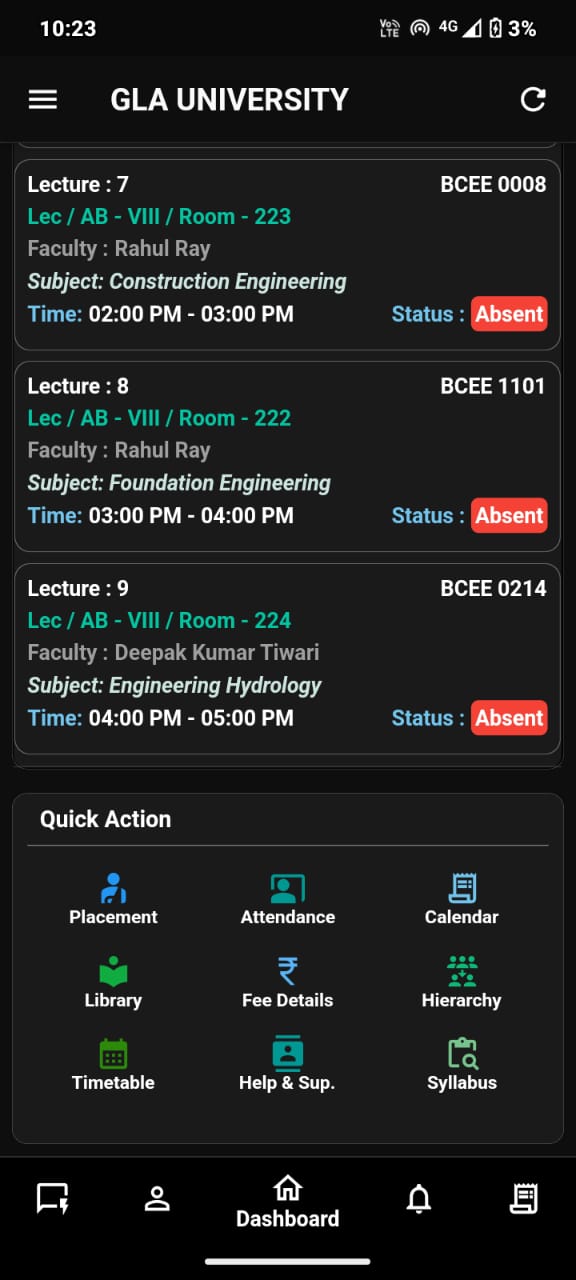 10:23 Vo LTE 4G 3%
GLA UNIVERSITY
Lecture : 7 BCEE 0008
Lec / AB - VIII / Room - 223
Faculty : Rahul Ray
Subject: Construction Engineering
Time: 02:00 PM - 03:00 PM Status : Absent
Lecture : 8 BCEE 1101
Lec / AB - VIII / Room - 222
Faculty : Rahul Ray
Subject: Foundation Engineering
Time: 03:00 PM - 04:00 PM Status : Absent
Lecture : 9 BCEE 0214
Lec / AB - VIII / Room - 224
Faculty : Deepak Kumar Tiwari
Subject: Engineering Hydrology
Time: 04:00 PM - 05:00 PM Status : Absent
Quick Action
Placement Attendance Calendar
₹
Library Fee Details Hierarchy
Timetable Help & Sup. Syllabus
Dashboard